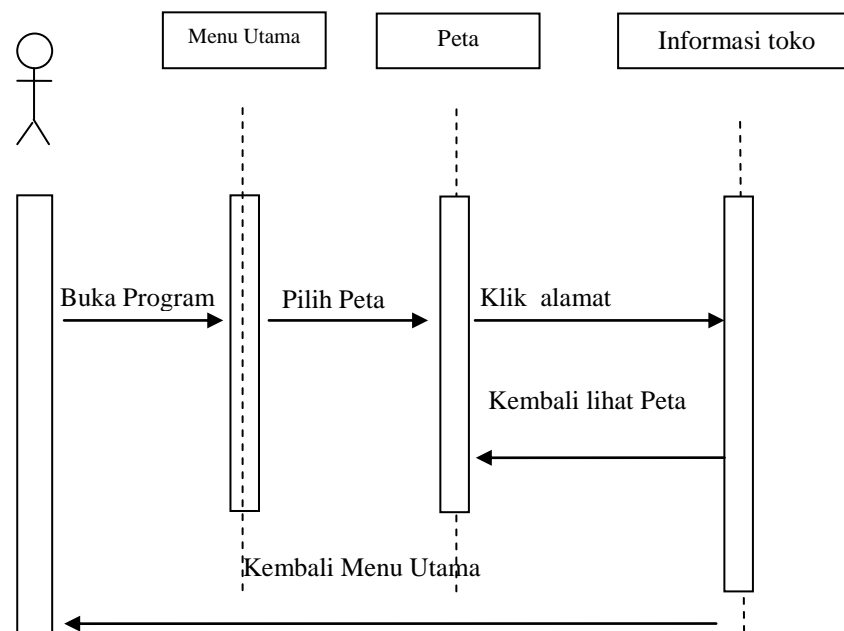 Menu Utama
Peta
Informasi toko
Buka Program
Pilih Peta
Klik alamat
Kembali lihat Peta
Kembali Menu Utama